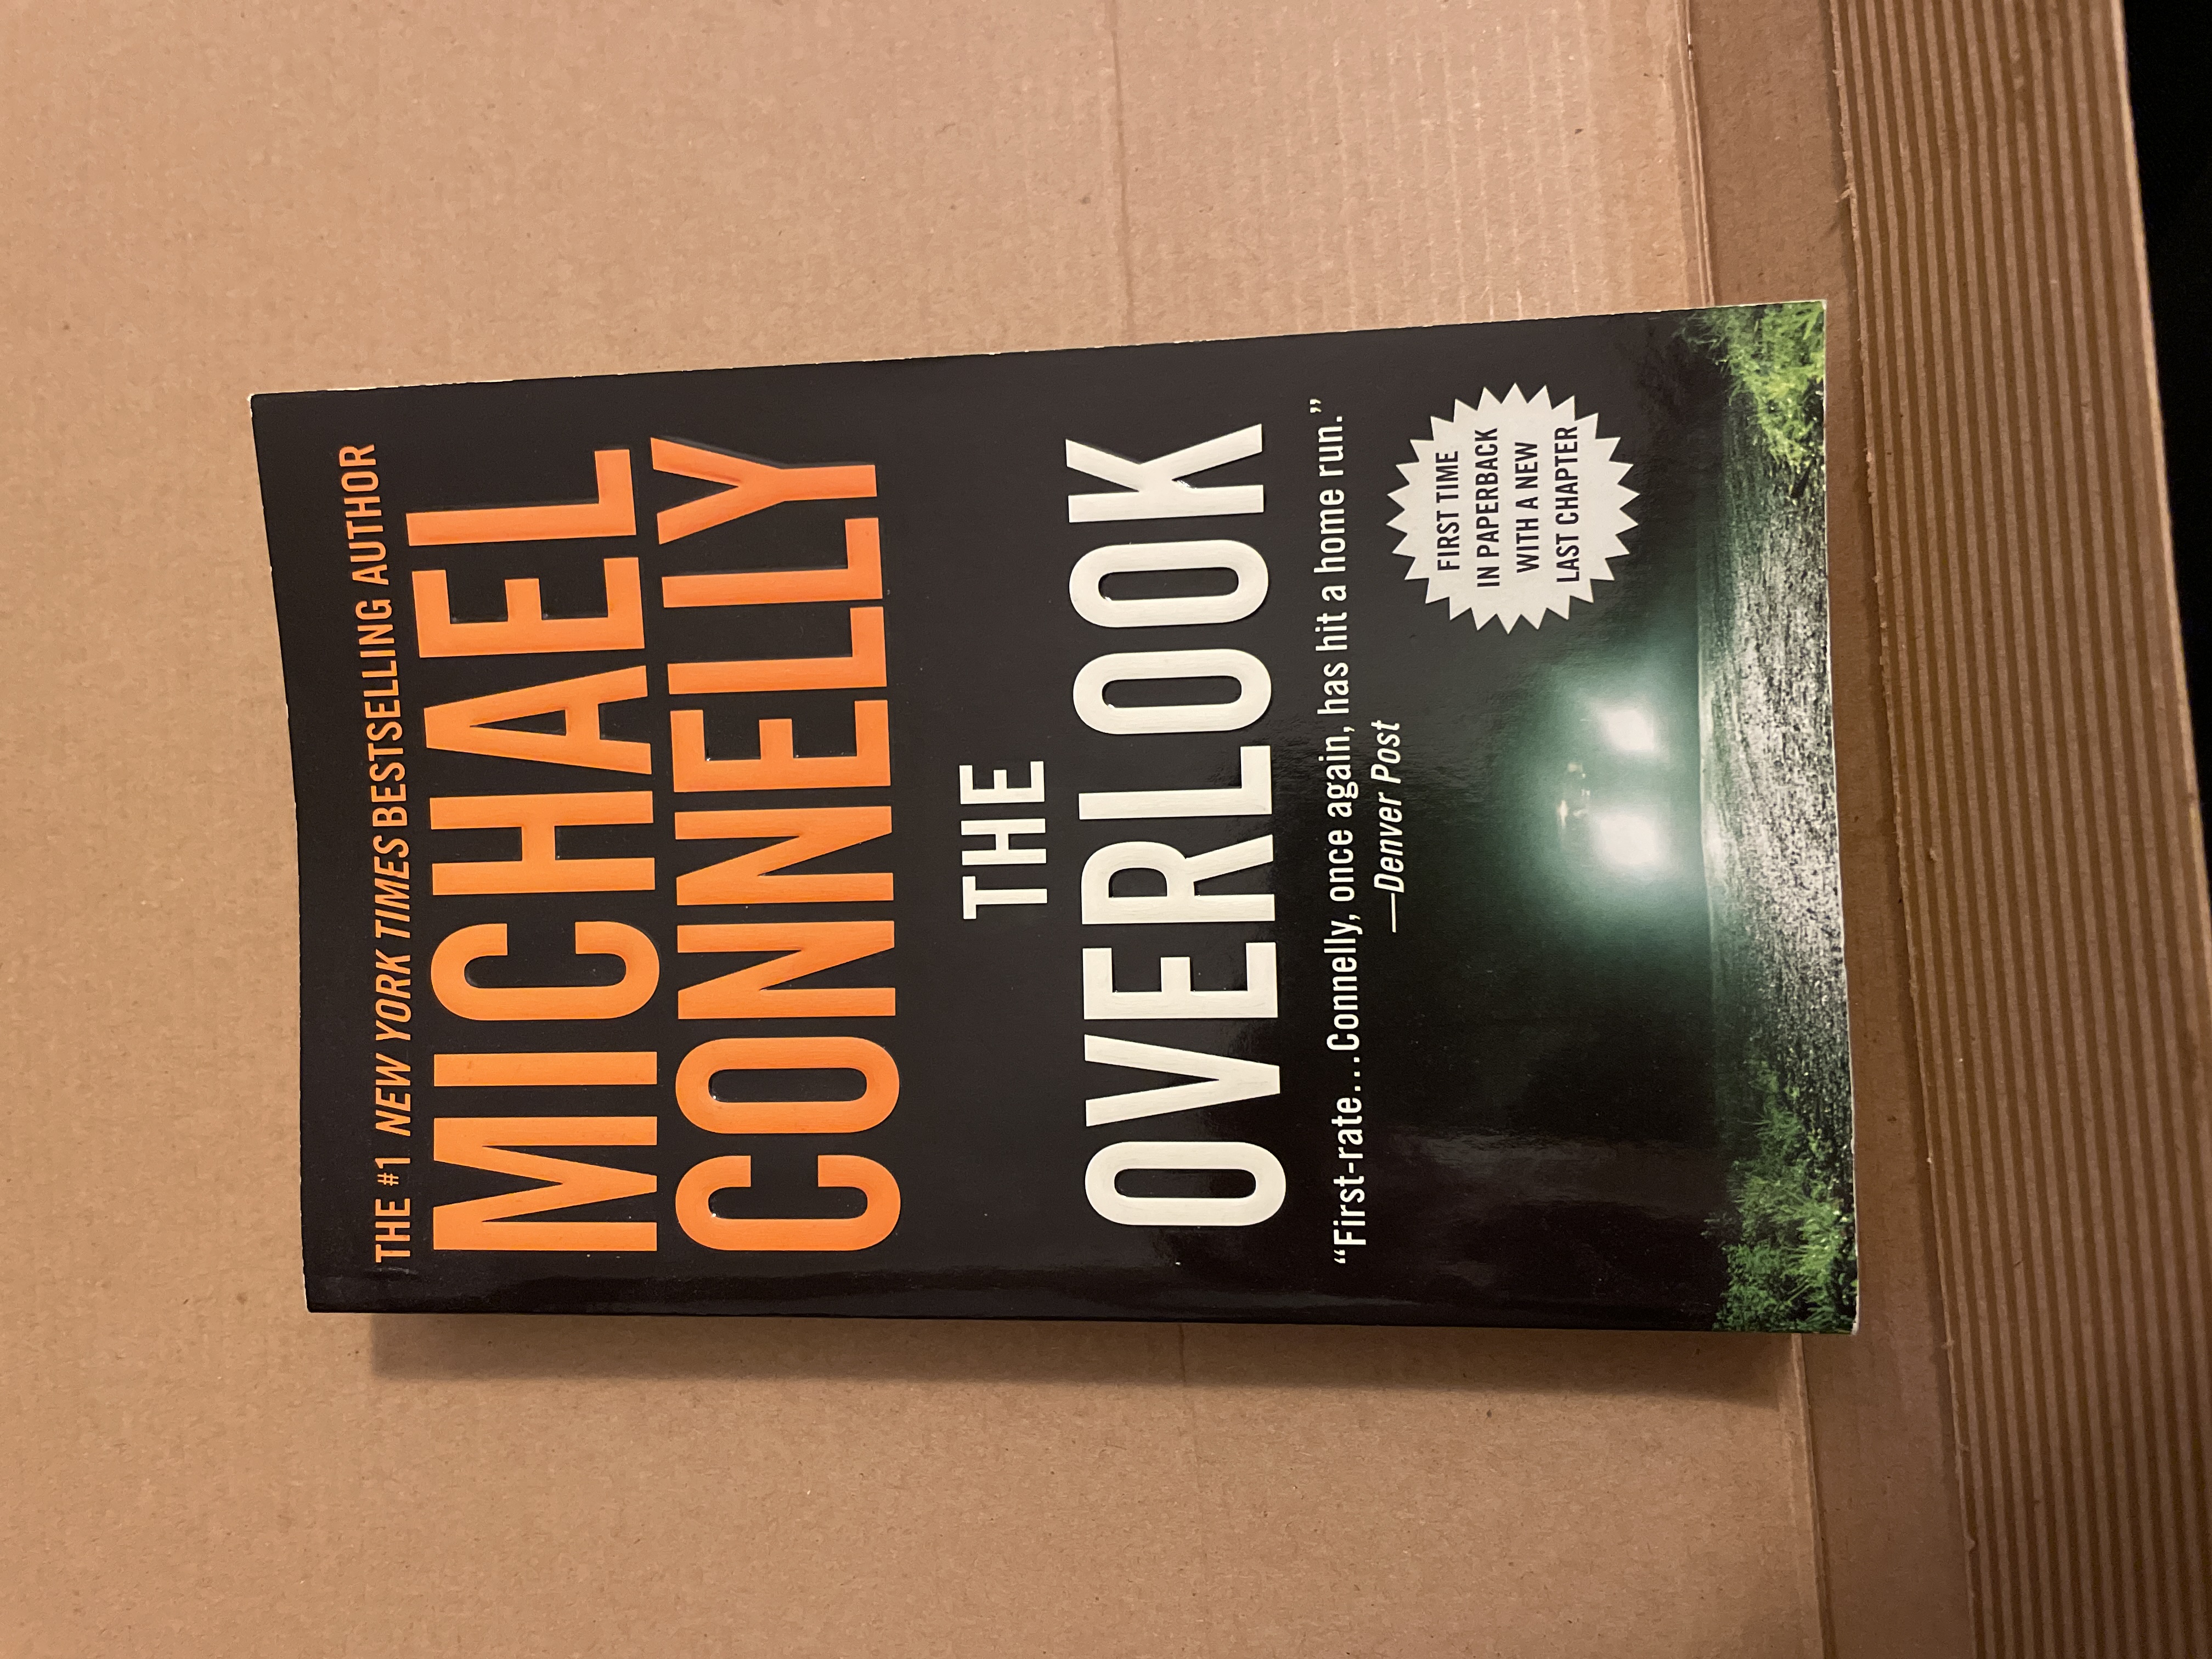 THE #1 NEW YORK TIMES BESTSELLING AUTHOR
MICHAEL
CONNELLY
THE
OVERLOOK
“First-rate....Connelly, once again, has hit a home run.”
—Denver Post
FIRST TIME
IN PAPERBACK
WITH A NEW
LAST CHAPTER